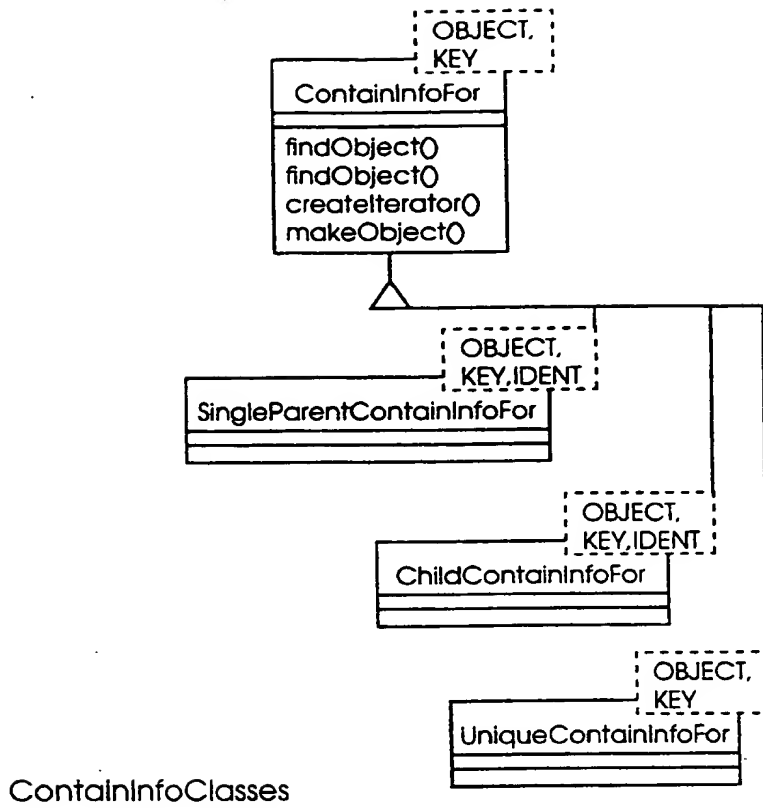 OBJECT,
KEY
ContainInfoFor
findObject()
findObject()
createIterator()
makeObject()
OBJECT,
KEY,IDENT
SingleParentContainInfoFor
OBJECT,
KEY,IDENT
ChildContainInfoFor
OBJECT,
KEY
UniqueContainInfoFor
ContainInfoClasses